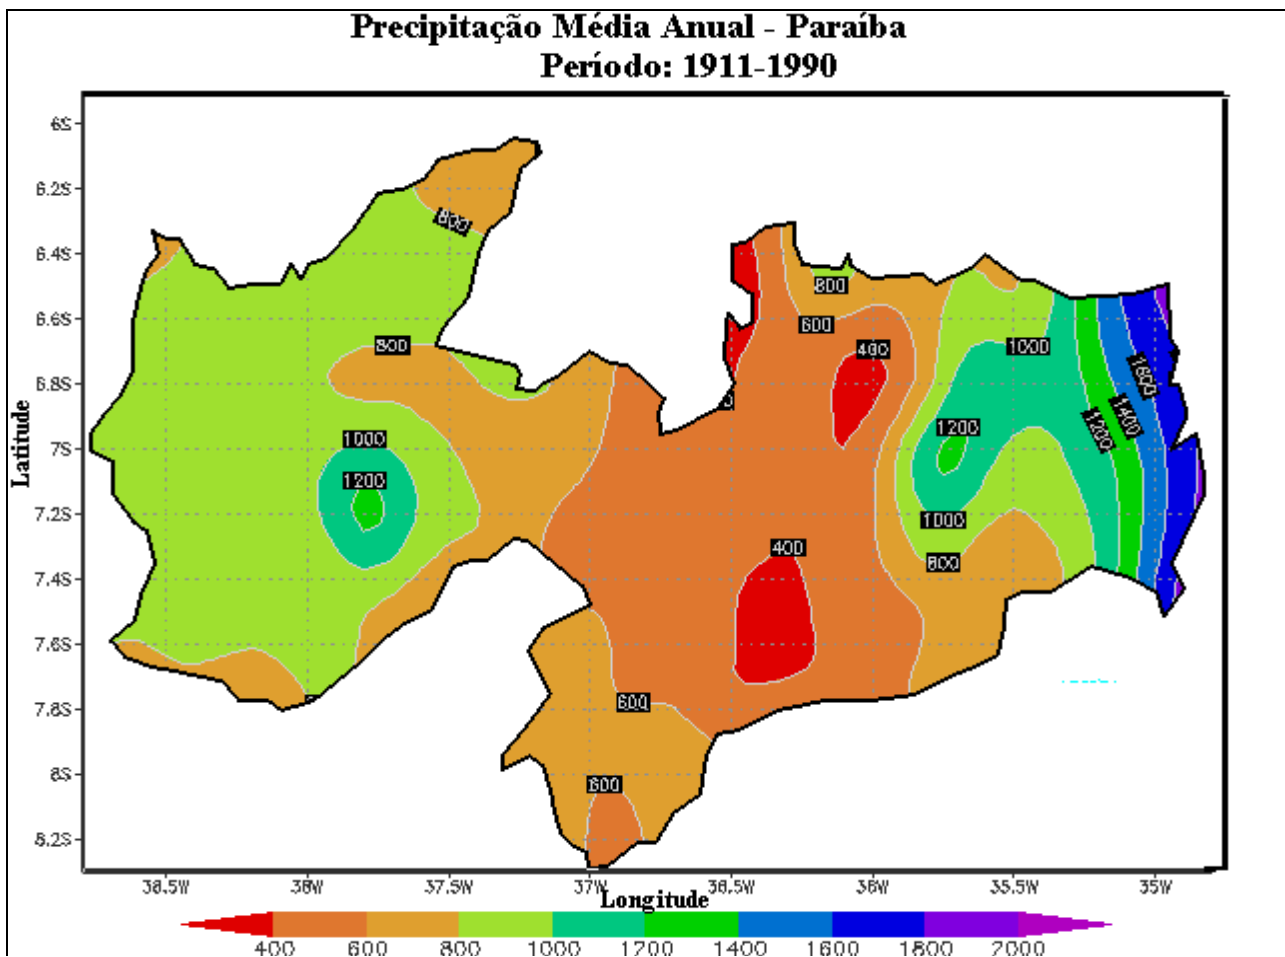 Precipitação Média Anual - Paraíba
Período: 1911-1990
6S
6.2S
6.4S
6.6S
6.8S
7S
7.2S
7.4S
7.6S
7.8S
8S
8.2S
Latitude
800
800
1000
1200
600
600
800
600
400
400
1000
1200
1000
800
1200
1400
1600
38.5W
38W
37.5W
37W
36.5W
36W
35.5W
35W
Longitude
400 600 800 1000 1700 1400 1600 1800 2000